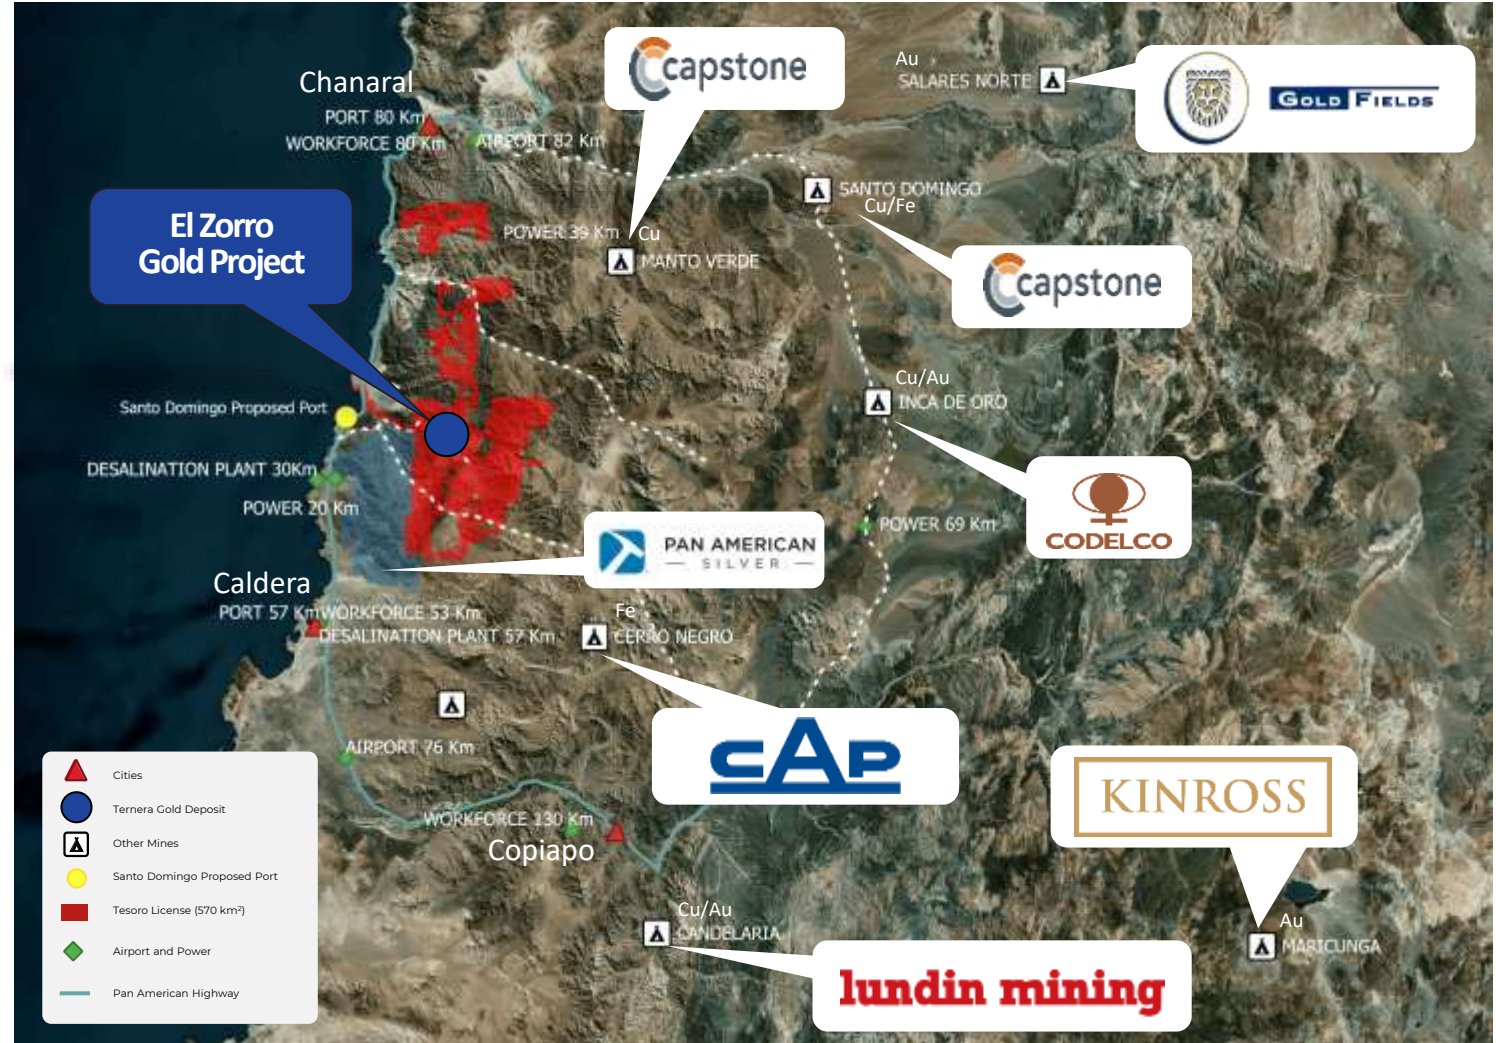 Chanaral
PORT 80 Km
WORKFORCE 80 Km
AIRPORT 82 Km
capstone
Au
SALARES NORTE
GOLD FIELDS
El Zorro
Gold Project
POWER 39 Km
Cu
MANTO VERDE
SANTO DOMINGO
Cu/Fe
capstone
Santo Domingo Proposed Port
DESALINATION PLANT 30Km
POWER 20 Km
Cu/Au
INCA DE ORO
CODELCO
POWER 69 Km
PAN AMERICAN
SILVER
Caldera
PORT 57 Km
WORKFORCE 53 Km
DESALINATION PLANT 57 Km
Fe
CERRO NEGRO
CAP
AIRPORT 76 Km
WORKFORCE 130 Km
Copiapo
KINROSS
Au
MARICUNGA
Cu/Au
CANDELARIA
lundin mining
Cities
Ternera Gold Deposit
Other Mines
Santo Domingo Proposed Port
Tesoro License (570 km²)
Airport and Power
Pan American Highway